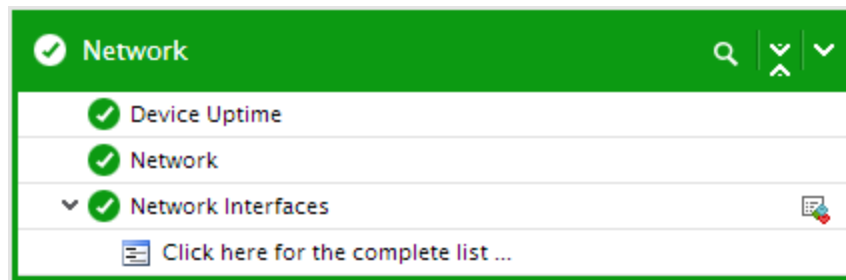 Network
Device Uptime
Network
Network Interfaces
Click here for the complete list ...